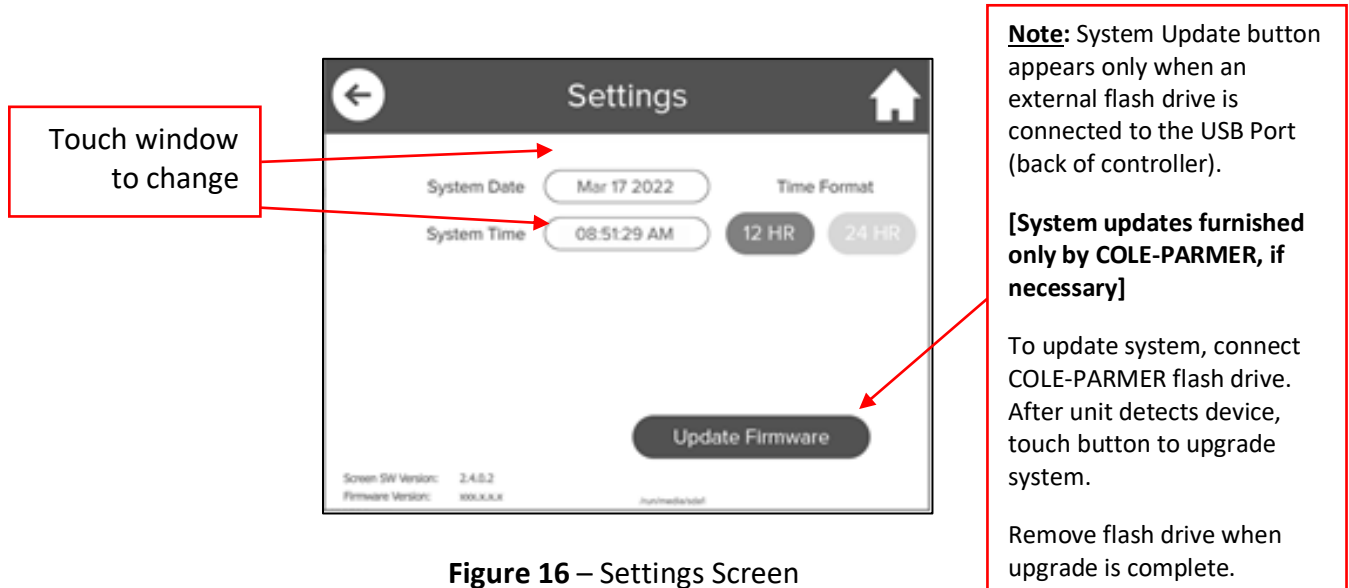 Note: System Update button
appears only when an
external flash drive is
connected to the USB Port
(back of controller).
[System updates furnished
only by COLE-PARMER, if
necessary]
To update system, connect
COLE-PARMER flash drive.
After unit detects device,
touch button to upgrade
system.
Remove flash drive when
upgrade is complete.
Touch window
to change
Settings
System Date Mar 17 2022 Time Format
System Time 08:51:29 AM 12 HR 24 HR
Update Firmware
Screen SW Version: 2.4.0.2
Firmware Version: xxx.x.x.x
Figure 16 – Settings Screen